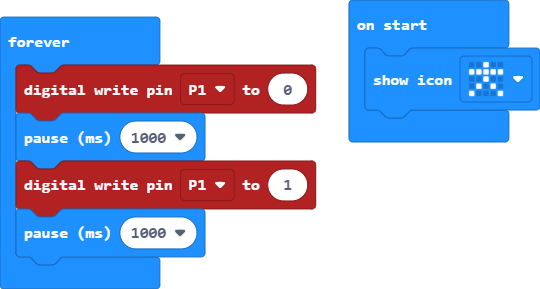 forever
digital write pin P1 to 0
pause (ms) 1000
digital write pin P1 to 1
pause (ms) 1000
on start
show icon